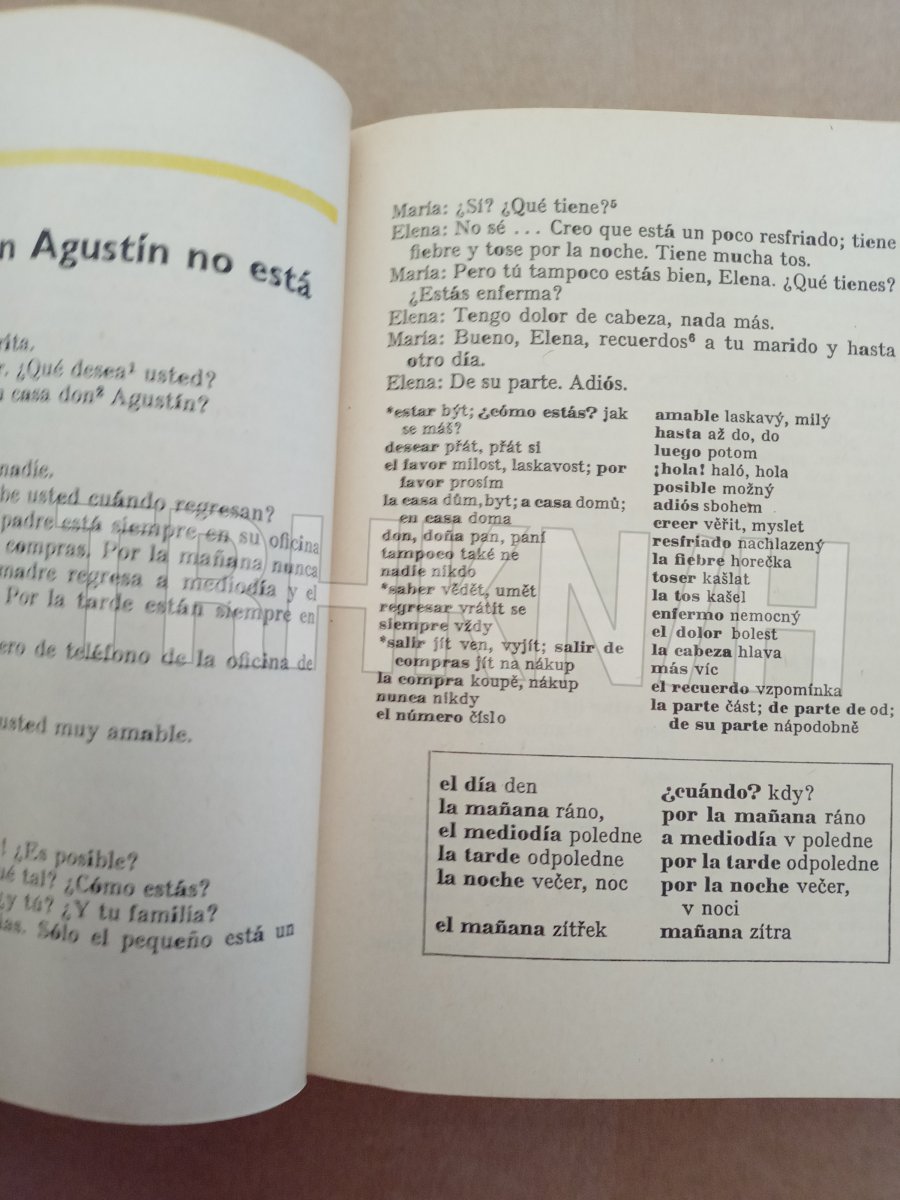 Agustín no está
¿Qué desea¹ usted?
casa don² Agustín?
nadie.
usted cuándo regresan?
padre está siempre en su oficina
compras. Por la mañana nunca
madre regresa a mediodía y el
Por la tarde están siempre en
de teléfono de la oficina de
usted muy amable.
¿Es posible?
tal? ¿Cómo estás?
¿y tú? ¿Y tu familia?
Sólo el pequeño está un
María: ¿Sí? ¿Qué tiene?⁵
Elena: No sé ... Creo que está un poco resfriado; tiene
fiebre y tose por la noche. Tiene mucha tos.
María: Pero tú tampoco estás bien, Elena. ¿Qué tienes?
¿Estás enferma?
Elena: Tengo dolor de cabeza, nada más.
María: Bueno, Elena, recuerdos⁶ a tu marido y hasta
otro día.
Elena: De su parte. Adiós.
*estar být; ¿cómo estás? jak
se máš?
desear přát, přát si
el favor milost, laskavost; por
favor prosím
la casa dům, byt; a casa domů;
en casa doma
don, doña pan, paní
tampoco také ne
nadie nikdo
*saber vědět, umět
regresar vrátit se
siempre vždy
*salir jít ven, vyjít; salir de
compras jít na nákup
la compra koupě, nákup
nunca nikdy
el número číslo
amable laskavý, milý
hasta až do, do
luego potom
¡hola! haló, hola
posible možný
adiós sbohem
creer věřit, myslet
resfriado nachlazený
la fiebre horečka
toser kašlat
la tos kašel
enfermo nemocný
el dolor bolest
la cabeza hlava
más víc
el recuerdo vzpomínka
la parte část; de parte de od;
de su parte nápodobně
el día den
la mañana ráno,
el mediodía poledne
la tarde odpoledne
la noche večer, noc
el mañana zítřek
¿cuándo? kdy?
por la mañana ráno
a mediodía v poledne
por la tarde odpoledne
por la noche večer,
v noci
mañana zítra